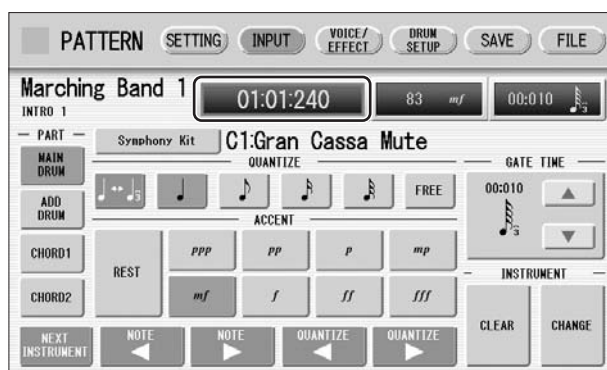 PATTERN SETTING INPUT VOICE/EFFECT DRUM SETUP SAVE FILE
Marching Band 1 01:01:240 83 mf 00:010 3
INTRO 1
PART Symphony Kit C1:Gran Cassa Mute
MAIN DRUM QUANTIZE GATE TIME
3 FREE 00:010
ADD DRUM
3
ACCENT
CHORD1 REST ppp pp p mp
INSTRUMENT
CHORD2 mf f ff fff CLEAR CHANGE
NEXT INSTRUMENT NOTE NOTE QUANTIZE QUANTIZE